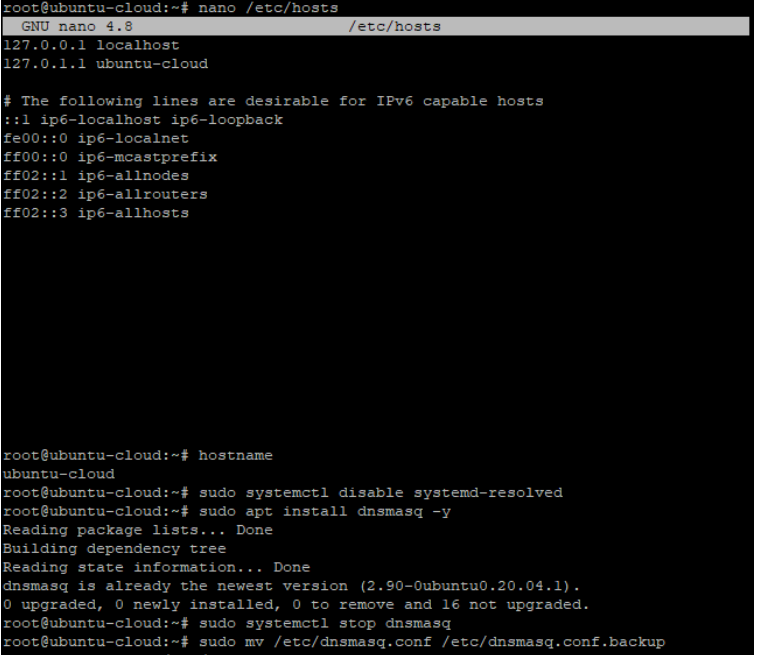 root@ubuntu-cloud:~# nano /etc/hosts
GNU nano 4.8 /etc/hosts
127.0.0.1 localhost
127.0.1.1 ubuntu-cloud
# The following lines are desirable for IPv6 capable hosts
::1 ip6-localhost ip6-loopback
fe00::0 ip6-localnet
ff00::0 ip6-mcastprefix
ff02::1 ip6-allnodes
ff02::2 ip6-allrouters
ff02::3 ip6-allhosts
root@ubuntu-cloud:~# hostname
ubuntu-cloud
root@ubuntu-cloud:~# sudo systemctl disable systemd-resolved
root@ubuntu-cloud:~# sudo apt install dnsmasq -y
Reading package lists... Done
Building dependency tree
Reading state information... Done
dnsmasq is already the newest version (2.90-0ubuntu0.20.04.1).
0 upgraded, 0 newly installed, 0 to remove and 16 not upgraded.
root@ubuntu-cloud:~# sudo systemctl stop dnsmasq
root@ubuntu-cloud:~# sudo mv /etc/dnsmasq.conf /etc/dnsmasq.conf.backup